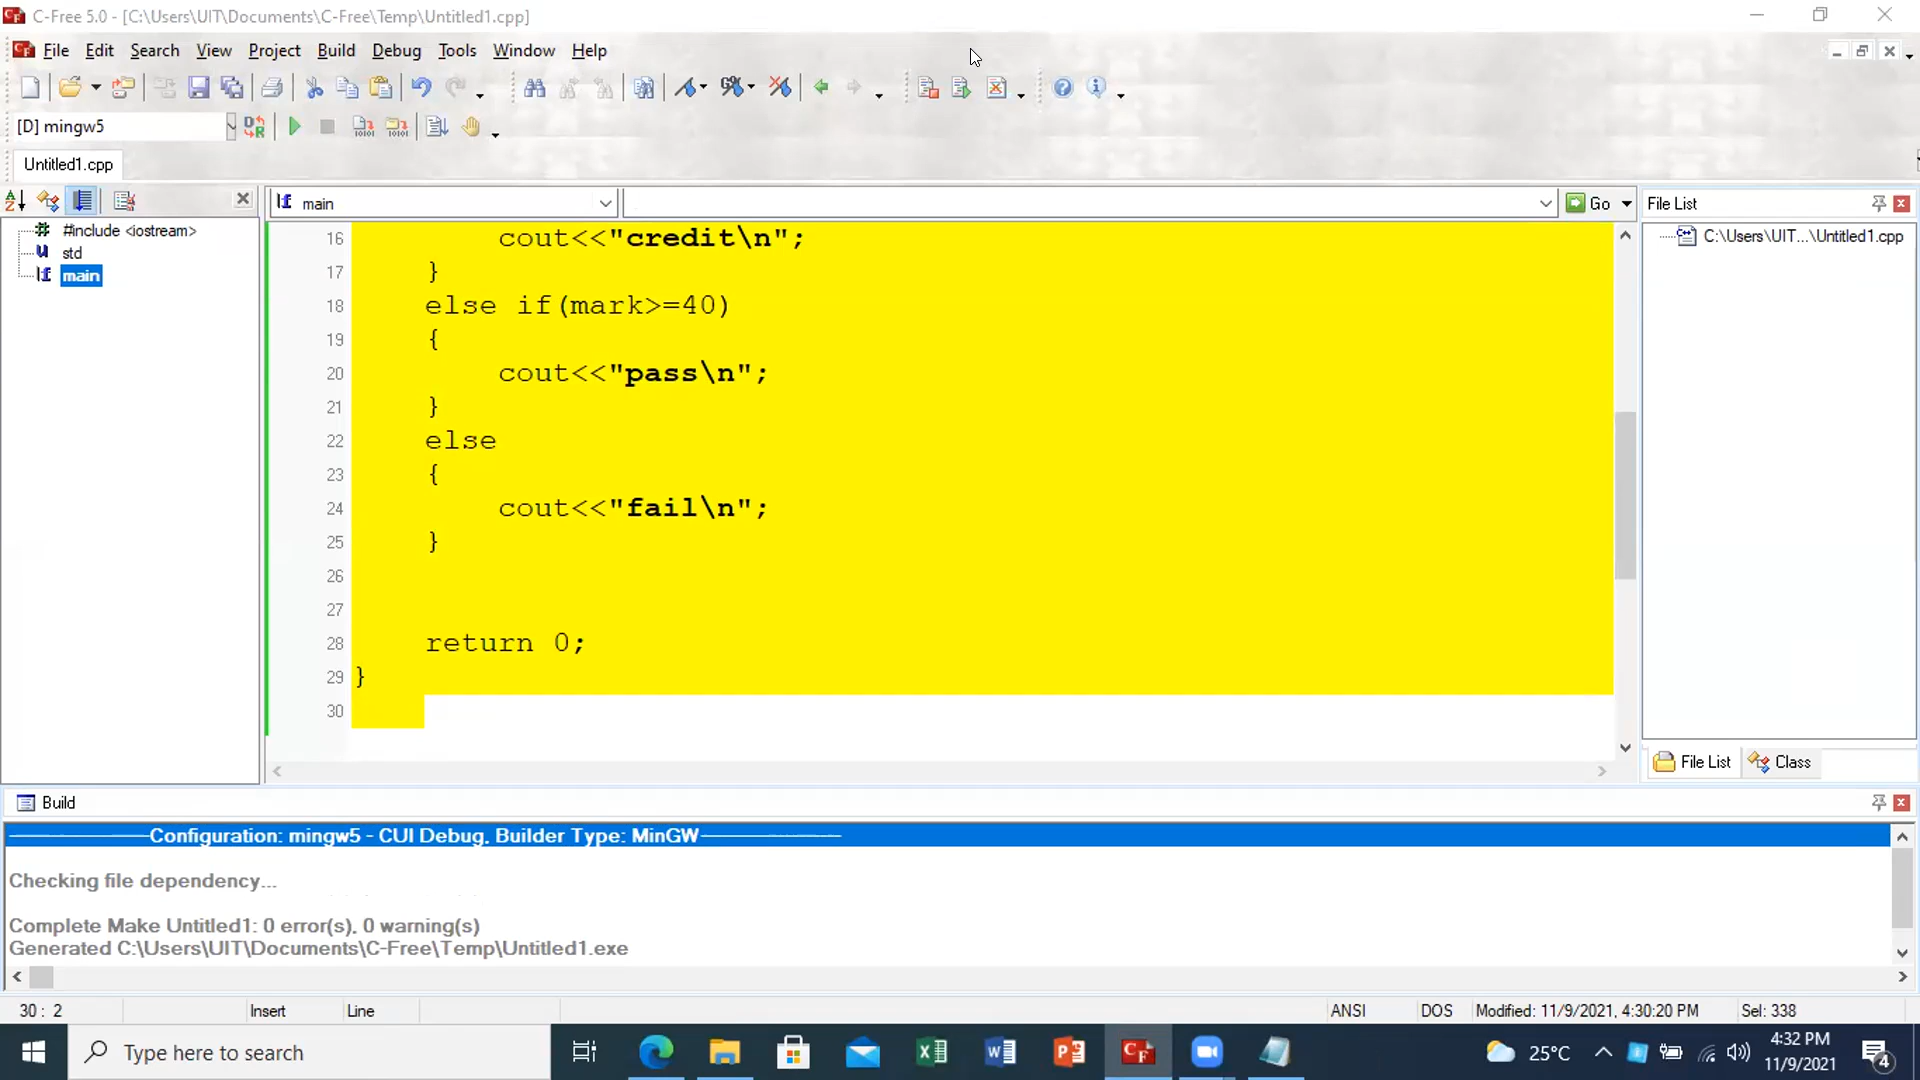 C-Free 5.0 - [C:\Users\UIT\Documents\C-Free\Temp\Untitled1.cpp]
File Edit Search View Project Build Debug Tools Window Help
[D] mingw5
Untitled1.cpp
main
Go
File List
#include <iostream>
std
main
C:\Users\UIT...\Untitled1.cpp
16 cout<<"credit\n";
17 }
18 else if(mark>=40)
19 {
20 cout<<"pass\n";
21 }
22 else
23 {
24 cout<<"fail\n";
25 }
26
27
28 return 0;
29 }
30
File List Class
Build
Configuration: mingw5 - CUI Debug, Builder Type: MinGW
Checking file dependency...
Complete Make Untitled1: 0 error(s), 0 warning(s)
Generated C:\Users\UIT\Documents\C-Free\Temp\Untitled1.exe
30 : 2 Insert Line ANSI DOS Modified: 11/9/2021, 4:30:20 PM Sel: 338
Type here to search
25°C
4:32 PM
11/9/2021
4